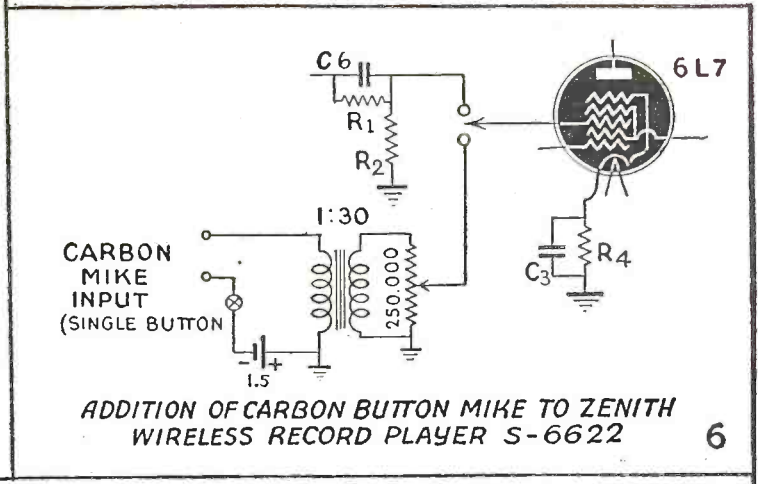 C6
6L7
R1
R2
1:30
CARBON
MIKE
INPUT
(SINGLE BUTTON
250.000
C3
R4
- +
1.5
ADDITION OF CARBON BUTTON MIKE TO ZENITH
WIRELESS RECORD PLAYER S-6622
6